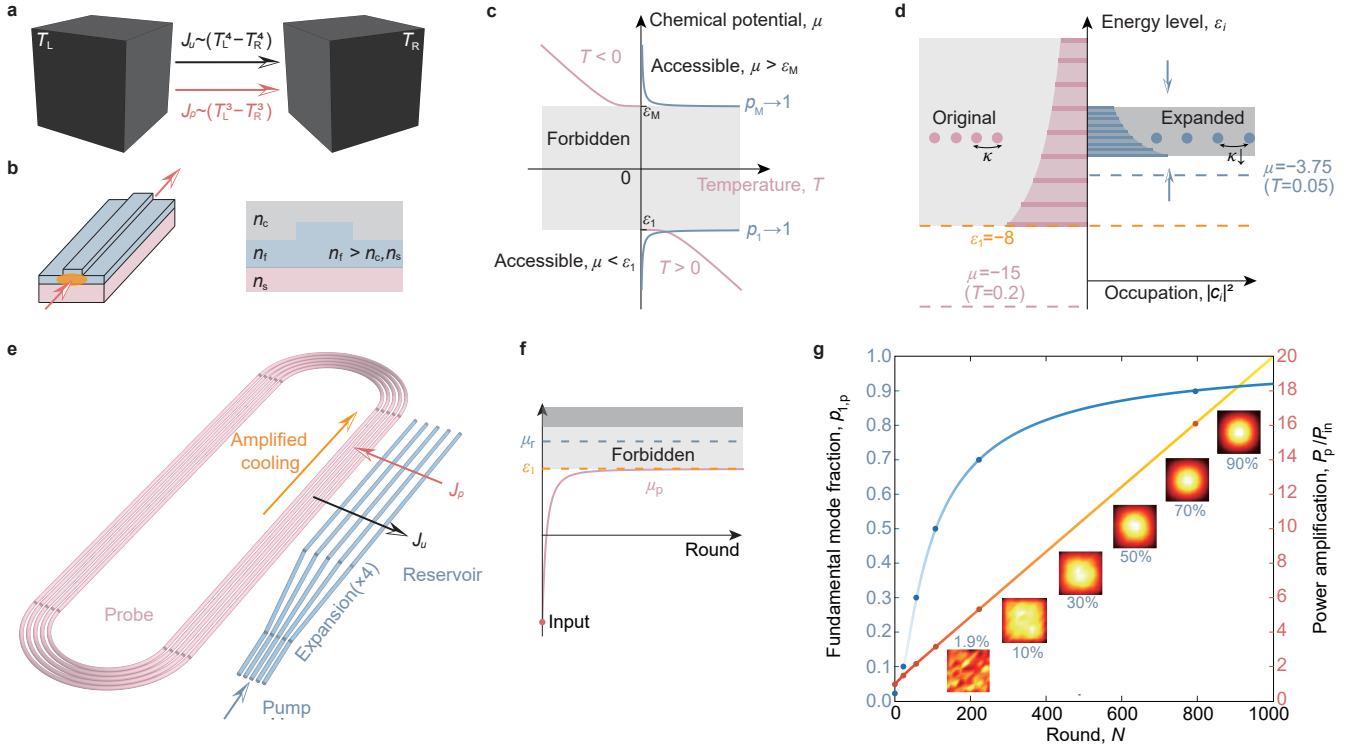 a
T_L
J_u~(T_L^4−T_R^4)
J_ρ~(T_L^3−T_R^3)
T_R
b
n_c
n_f
n_f > n_c,n_s
n_s
c
Chemical potential, μ
T < 0
Accessible, μ > ε_M
p_M→1
ε_M
Forbidden
0
Temperature, T
ε_1
p_1→1
Accessible, μ < ε_1
T > 0
d
Energy level, ε_i
Original
κ
Expanded
κ↓
μ=−3.75
(T=0.05)
ε_1=−8
μ=−15
(T=0.2)
Occupation, |c_i|²
e
Amplified
cooling
J_ρ
J_u
Reservoir
Probe
Expansion(×4)
Pump
f
μ_r
Forbidden
ε_1
μ_p
Round
Input
g
Fundamental mode fraction, p_1,p
1.0
0.9
0.8
0.7
0.6
0.5
0.4
0.3
0.2
0.1
0.0
20
18
16
14
12
10
8
6
4
2
0
Power amplification, P_p/P_in
90%
70%
50%
30%
10%
1.9%
0
200
400
600
800
1000
Round, N